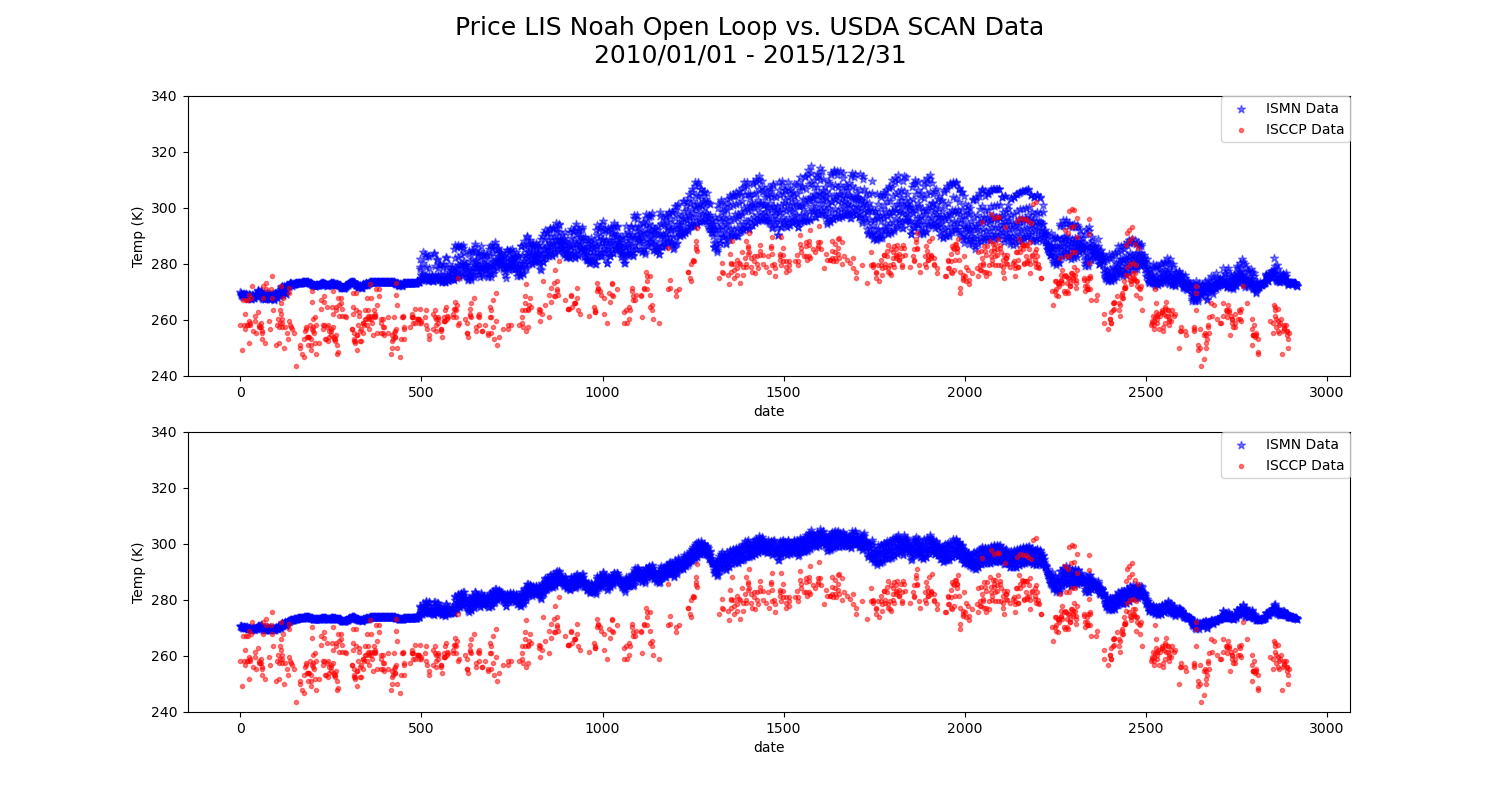 Price LIS Noah Open Loop vs. USDA SCAN Data
2010/01/01 - 2015/12/31
340
320
300
280
260
240
Temp (K)
ISMN Data
ISCCP Data
0 500 1000 1500 2000 2500 3000
date
340
320
300
280
260
240
Temp (K)
ISMN Data
ISCCP Data
0 500 1000 1500 2000 2500 3000
date